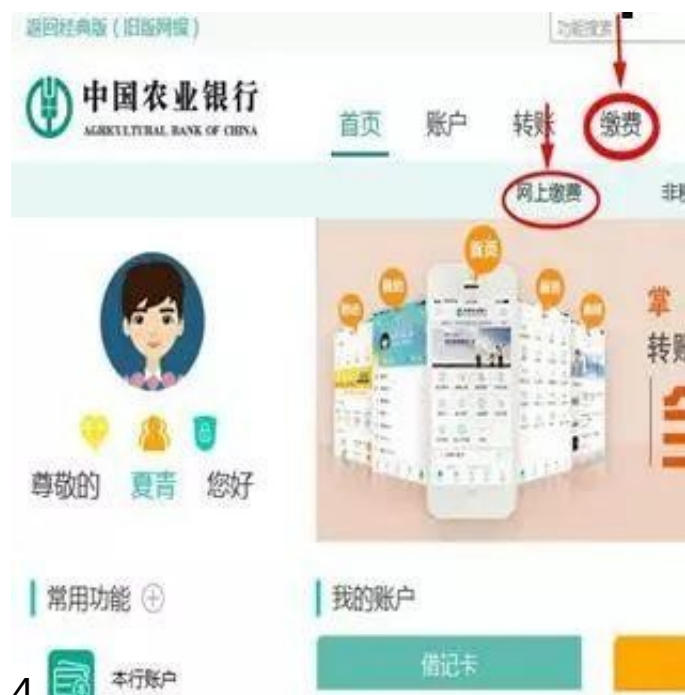 返回经典版（旧版网银）
功能搜索
中国农业银行
AGRICULTURAL BANK OF CHINA
首页 账户 转账 缴费
网上缴费
首页
掌
转账
尊敬的 夏青 您好
常用功能
我的账户
借记卡
本行账户
4